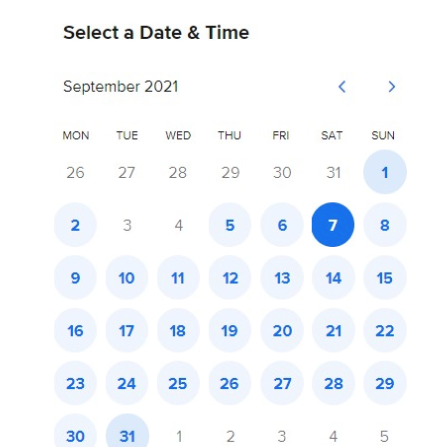 Select a Date & Time
September 2021
MON TUE WED THU FRI SAT SUN
26 27 28 29 30 31 1
2 3 4 5 6 7 8
9 10 11 12 13 14 15
16 17 18 19 20 21 22
23 24 25 26 27 28 29
30 31 1 2 3 4 5